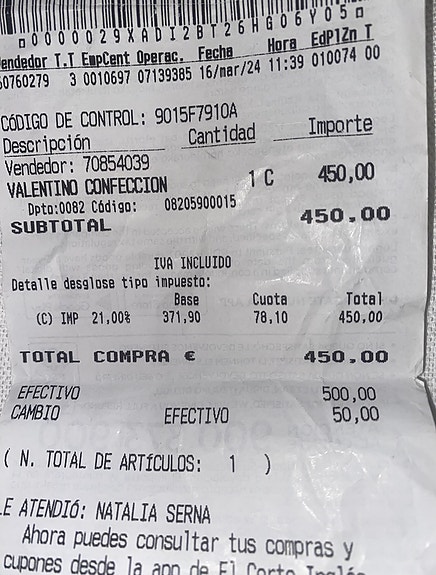 0000029XADI2BT26HG06Y05
Vendedor T.T EmpCent Operac. Fecha Hora EdPlZn T
60760279 3 0010697 07139385 16/mar/24 11:39 010074 00
CÓDIGO DE CONTROL: 9015F7910A
Descripción Cantidad Importe
Vendedor: 70854039
VALENTINO CONFECCION 1 C 450,00
Dpto:0082 Código: 08205900015
SUBTOTAL 450.00
IVA INCLUIDO
Detalle desglose tipo impuesto:
Base Cuota Total
(C) IMP 21,00% 371,90 78,10 450,00
TOTAL COMPRA € 450.00
EFECTIVO 500,00
CAMBIO EFECTIVO 50,00
( N. TOTAL DE ARTÍCULOS: 1 )
LE ATENDIÓ: NATALIA SERNA
Ahora puedes consultar tus compras y
cupones desde la app de El Corte Inglés